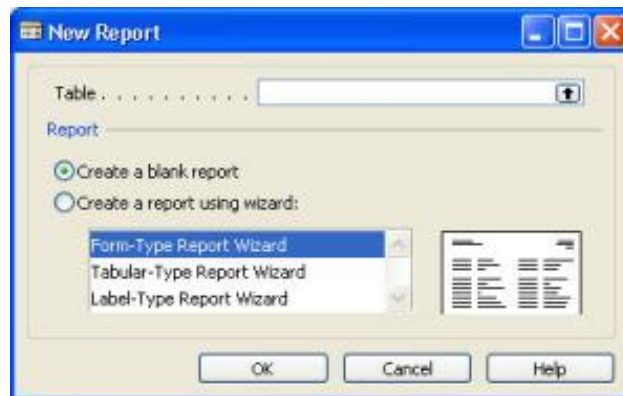 New Report
Table . . . . . . . . . .
Report
Create a blank report
Create a report using wizard:
Form-Type Report Wizard
Tabular-Type Report Wizard
Label-Type Report Wizard
OK Cancel Help